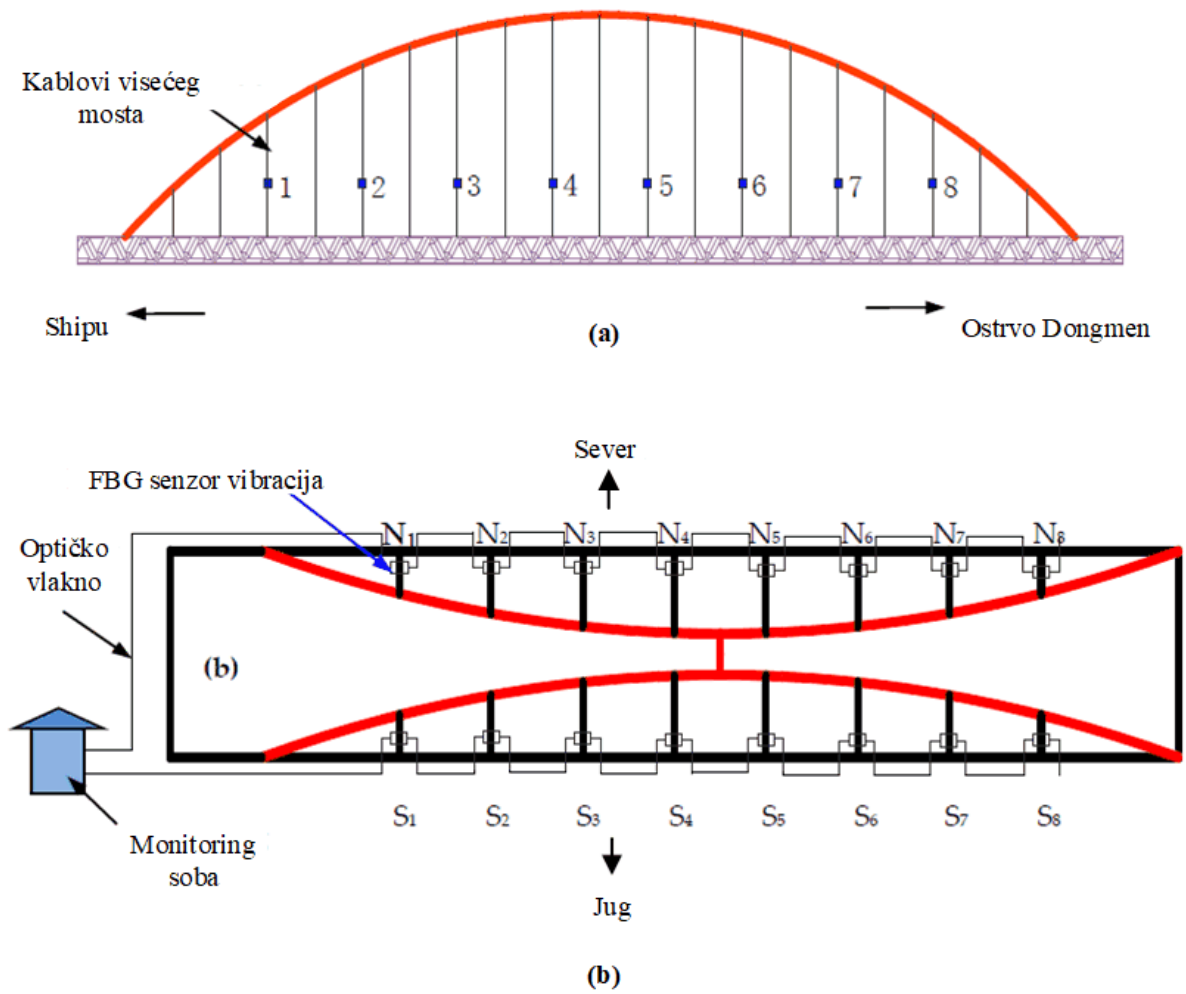 Kablovi visećeg
mosta
1 2 3 4 5 6 7 8
Shipu
(a)
Ostrvo Dongmen
Sever
FBG senzor vibracija
Optičko
vlakno
N1 N2 N3 N4 N5 N6 N7 N8
(b)
S1 S2 S3 S4 S5 S6 S7 S8
Monitoring
soba
Jug
(b)